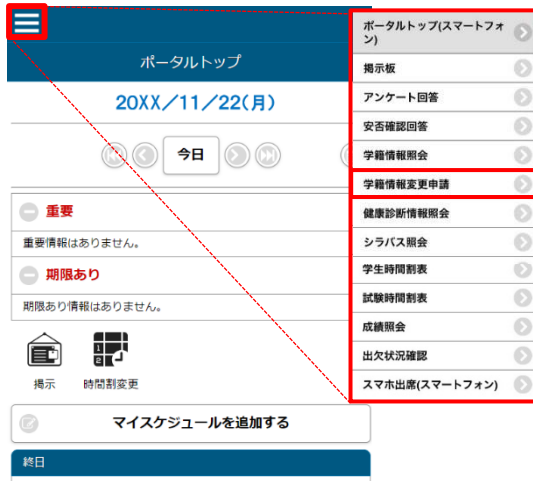 ポータルトップ
20XX／11／22(月)
今日
重要
重要情報はありません。
期限あり
期限あり情報はありません。
掲示
時間割変更
マイスケジュールを追加する
終日
ポータルトップ(スマートフォ
ン)
掲示板
アンケート回答
安否確認回答
学籍情報照会
学籍情報変更申請
健康診断情報照会
シラバス照会
学生時間割表
試験時間割表
成績照会
出欠状況確認
スマホ出席(スマートフォン)